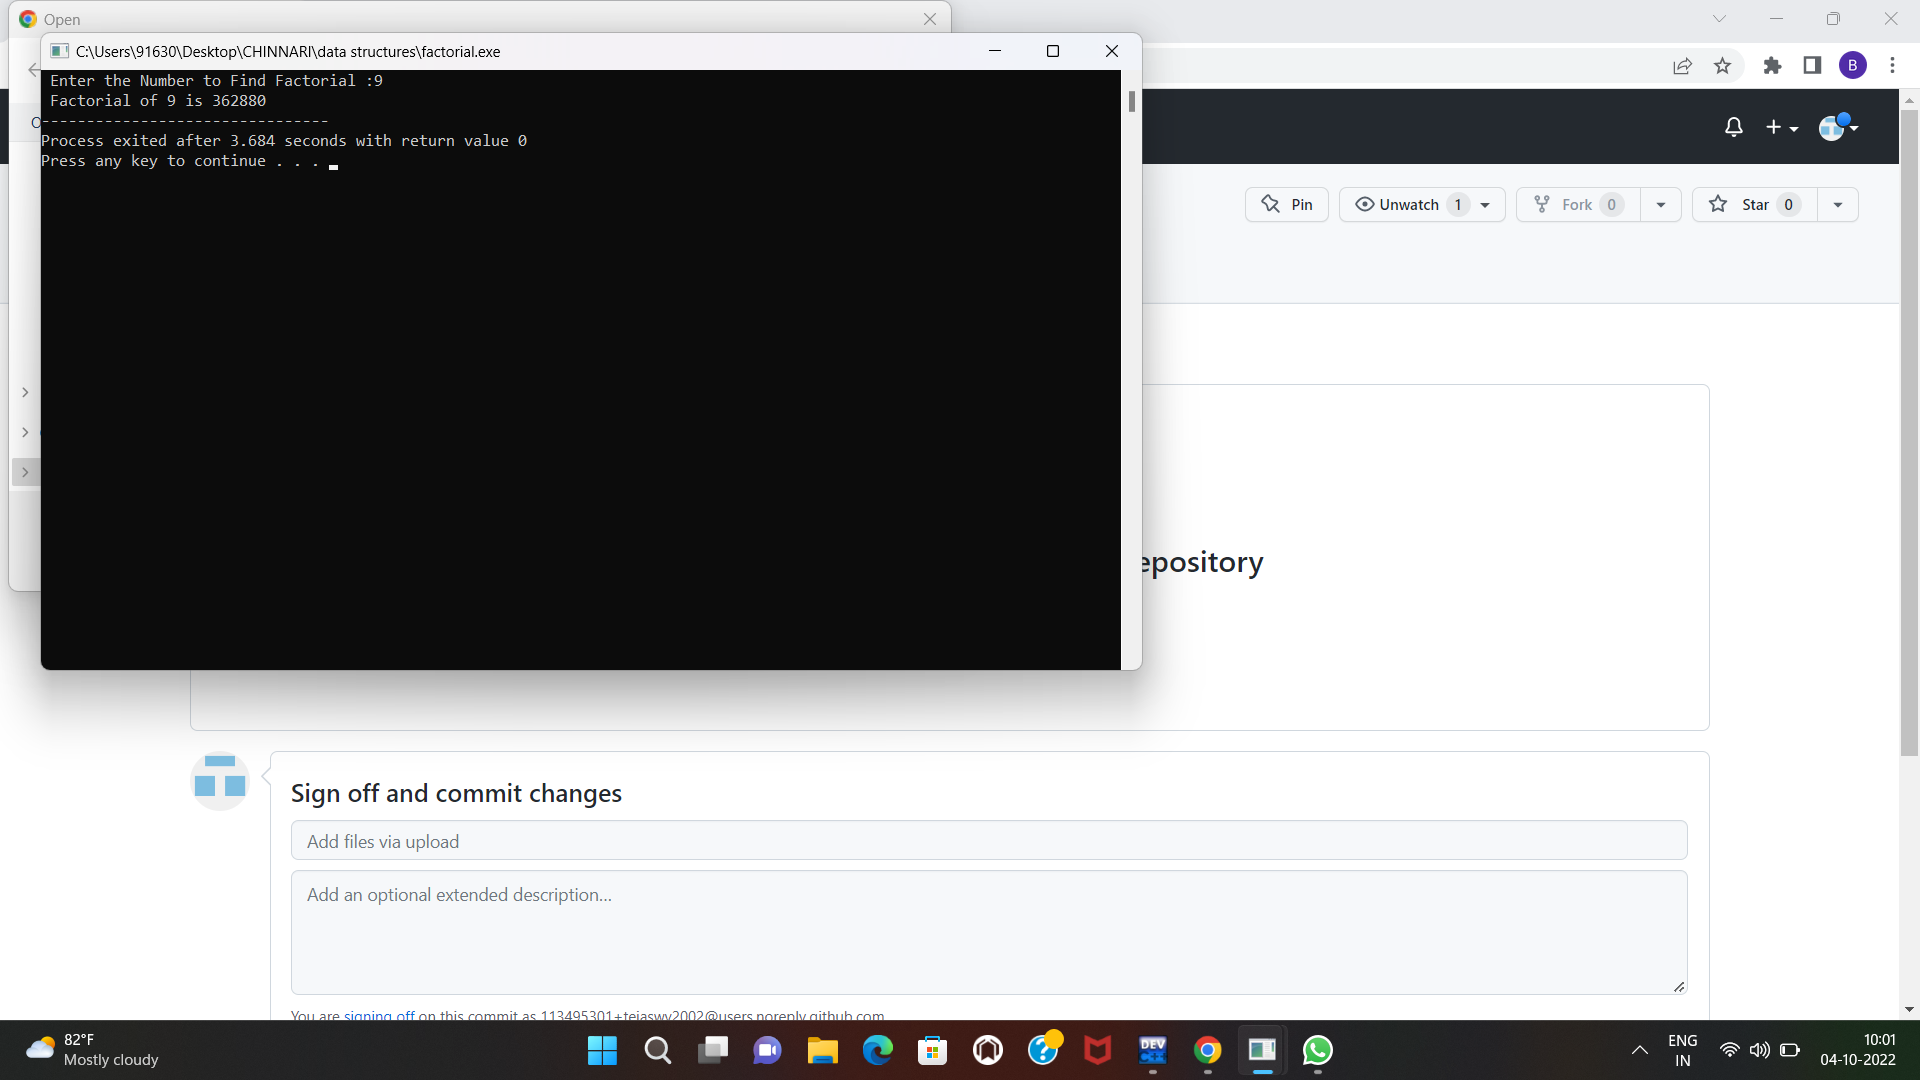 Open
C:\Users\91630\Desktop\CHINNARI\data structures\factorial.exe
Enter the Number to Find Factorial :9
Factorial of 9 is 362880
--------------------------------
Process exited after 3.684 seconds with return value 0
Press any key to continue . . .
B
Pin
Unwatch 1
Fork 0
Star 0
epository
Sign off and commit changes
Add files via upload
Add an optional extended description...
You are signing off on this commit as 113495301+tejaswy2002@users.noreply.github.com
82°F
Mostly cloudy
DEV
C++
ENG
IN
10:01
04-10-2022